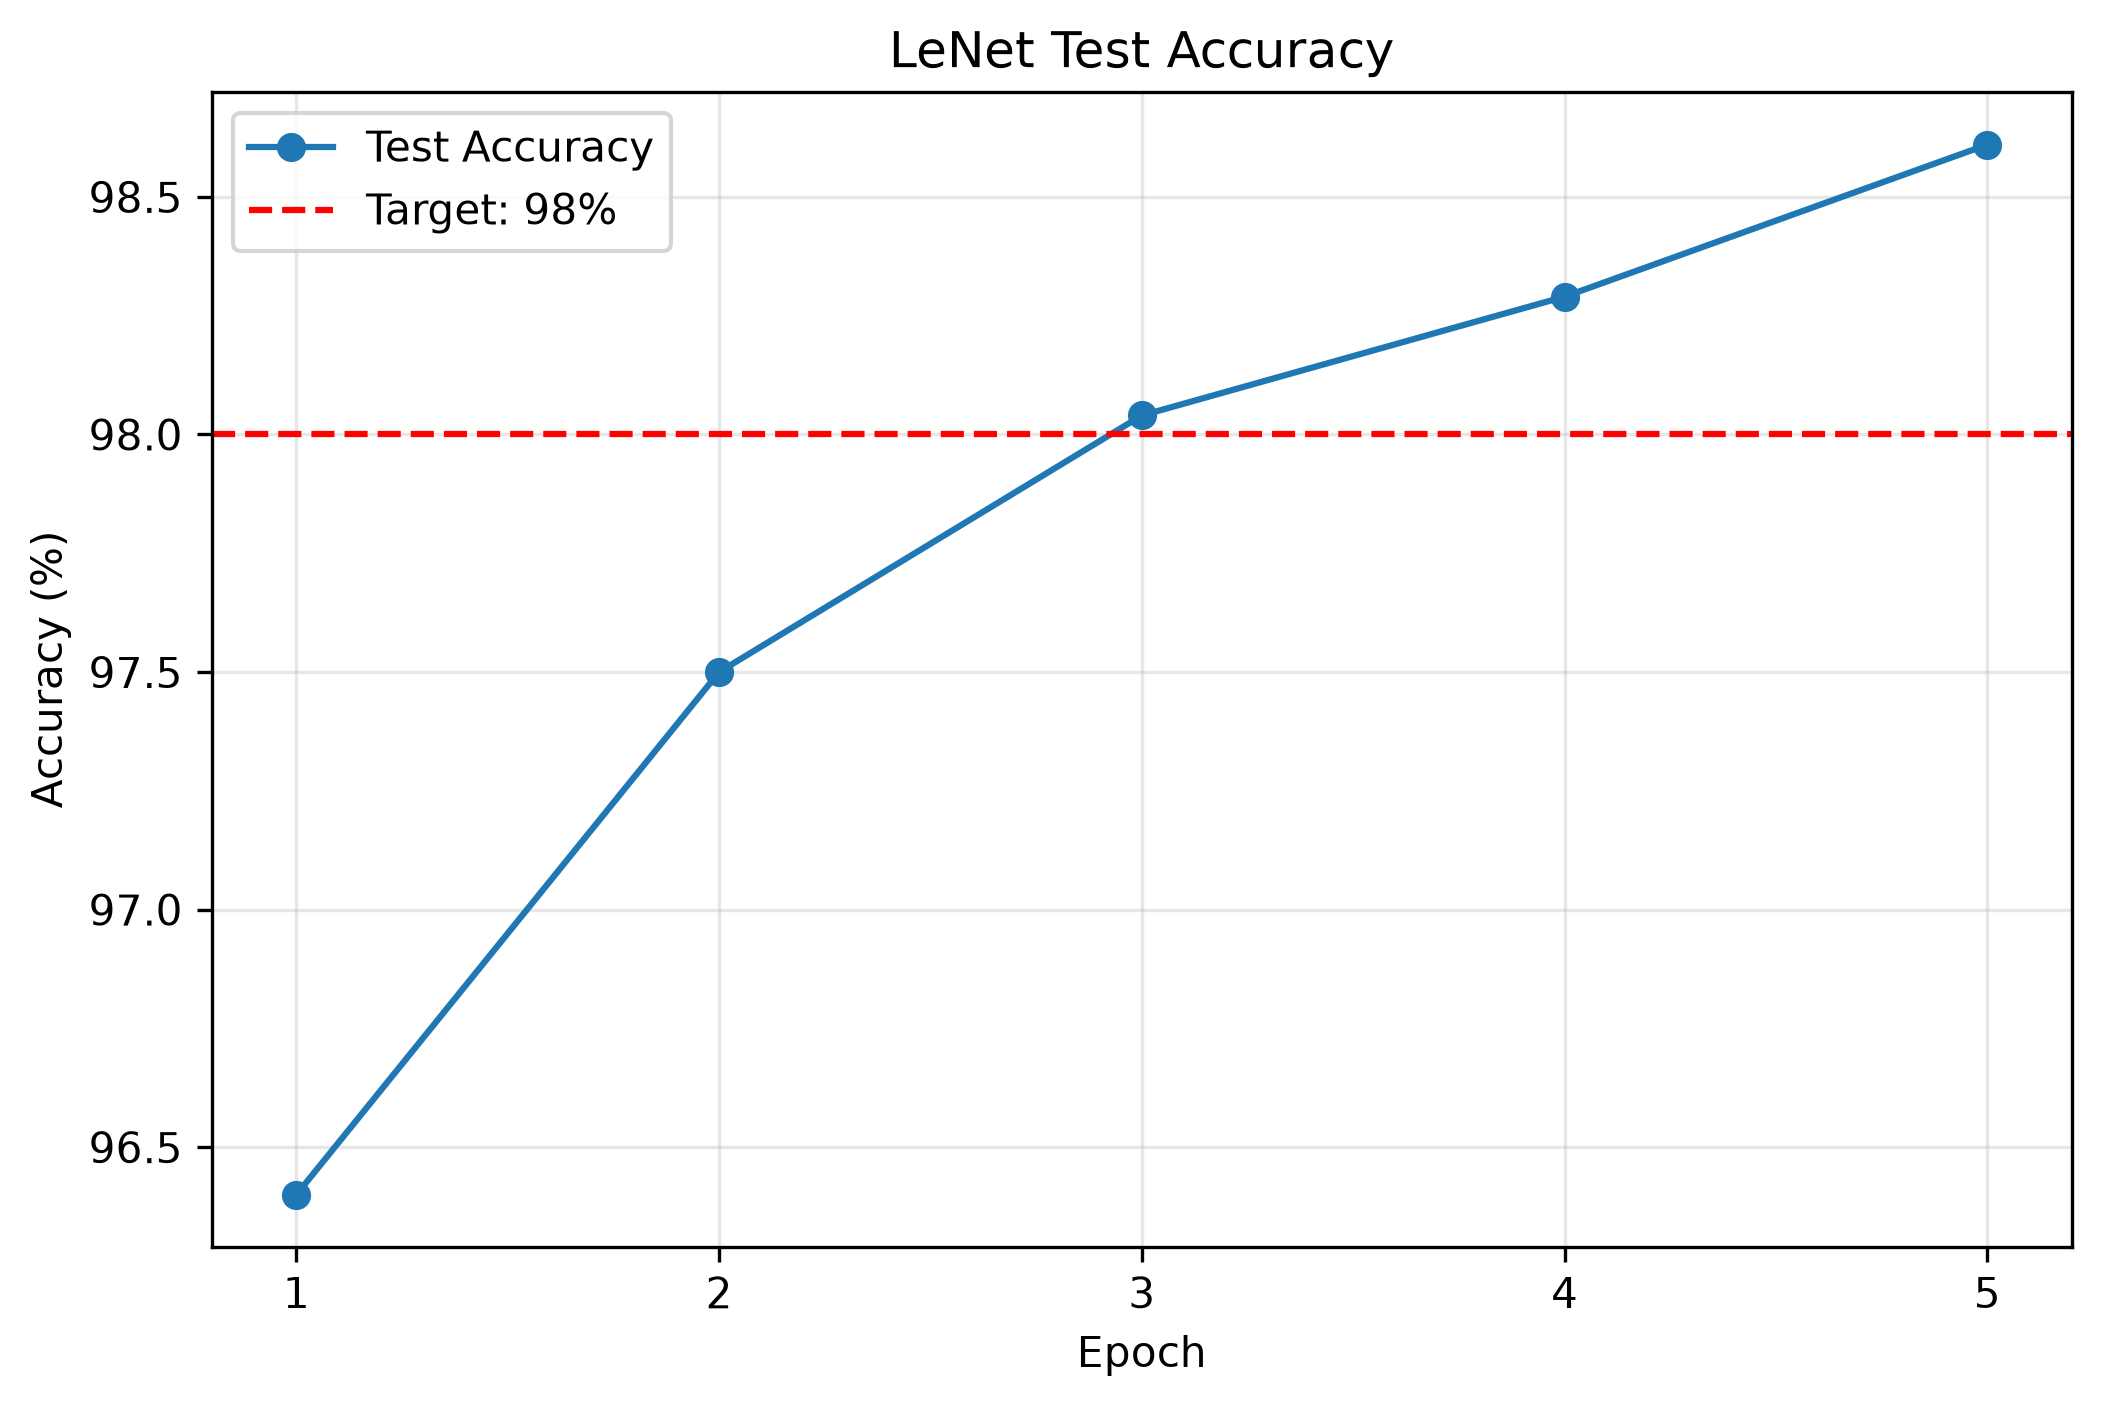 LeNet Test Accuracy
Test Accuracy
Target: 98%
98.5
98.0
97.5
97.0
96.5
Accuracy (%)
1 2 3 4 5
Epoch